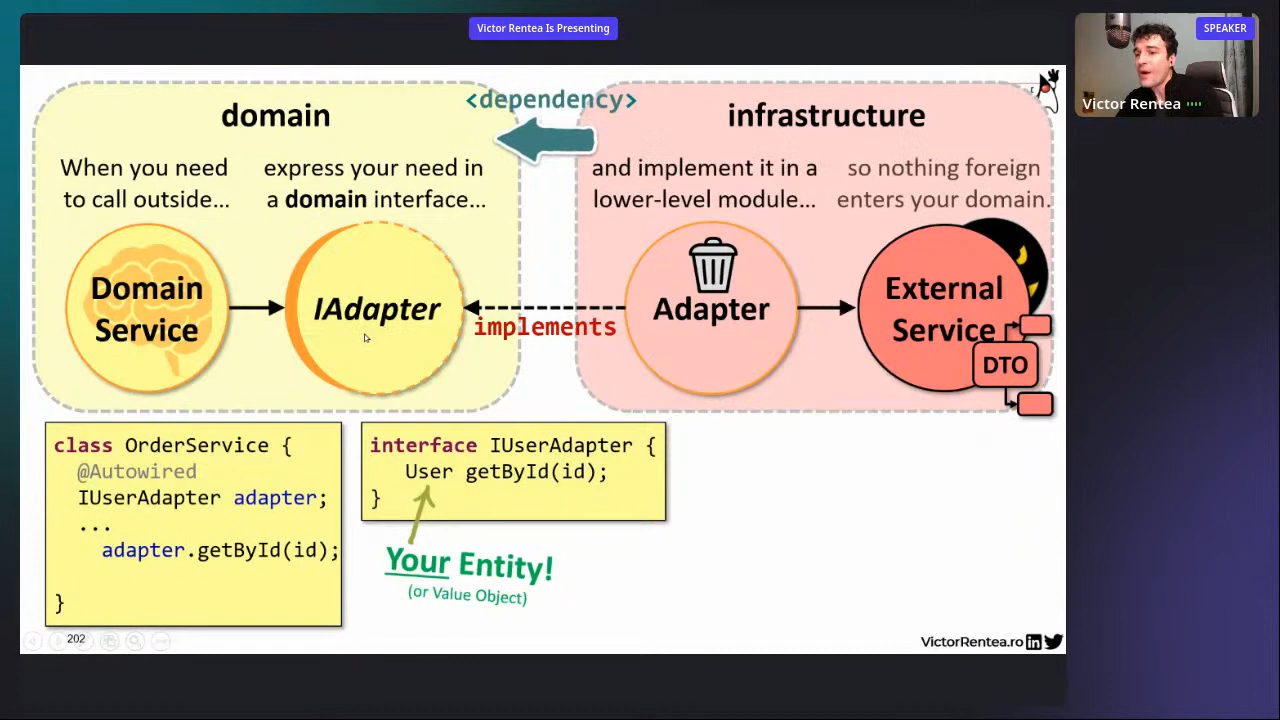 Victor Rentea Is Presenting
SPEAKER
Victor Rentea
domain
<dependency>
infrastructure
When you need
to call outside...
express your need in
a domain interface...
and implement it in a
lower-level module...
so nothing foreign
enters your domain.
Domain
Service
IAdapter
implements
Adapter
External
Service
DTO
class OrderService {
@Autowired
IUserAdapter adapter;
...
adapter.getById(id);
}
interface IUserAdapter {
User getById(id);
}
Your Entity!
(or Value Object)
202
VictorRentea.ro